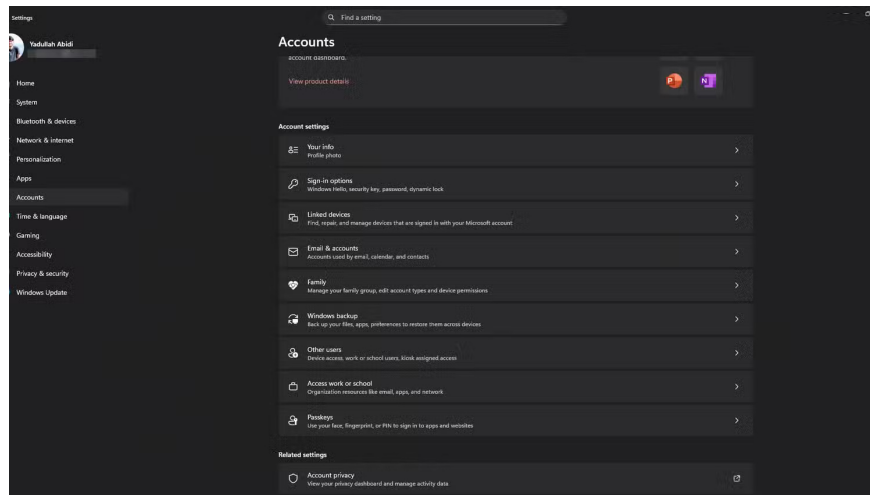 Settings
Find a setting
Yadullah Abidi
Home
System
Bluetooth & devices
Network & internet
Personalization
Apps
Accounts
Time & language
Gaming
Accessibility
Privacy & security
Windows Update
Accounts
account dashboard.
View product details
P
N
Account settings
Your info
Profile photo
Sign-in options
Windows Hello, security key, password, dynamic lock
Linked devices
Find, repair, and manage devices that are signed in with your Microsoft account
Email & accounts
Accounts used by email, calendar, and contacts
Family
Manage your family group, edit account types and device permissions
Windows backup
Back up your files, apps, preferences to restore them across devices
Other users
Device access, work or school users, kiosk assigned access
Access work or school
Organization resources like email, apps, and network
Passkeys
Use your face, fingerprint, or PIN to sign in to apps and websites
Related settings
Account privacy
View your privacy dashboard and manage activity data